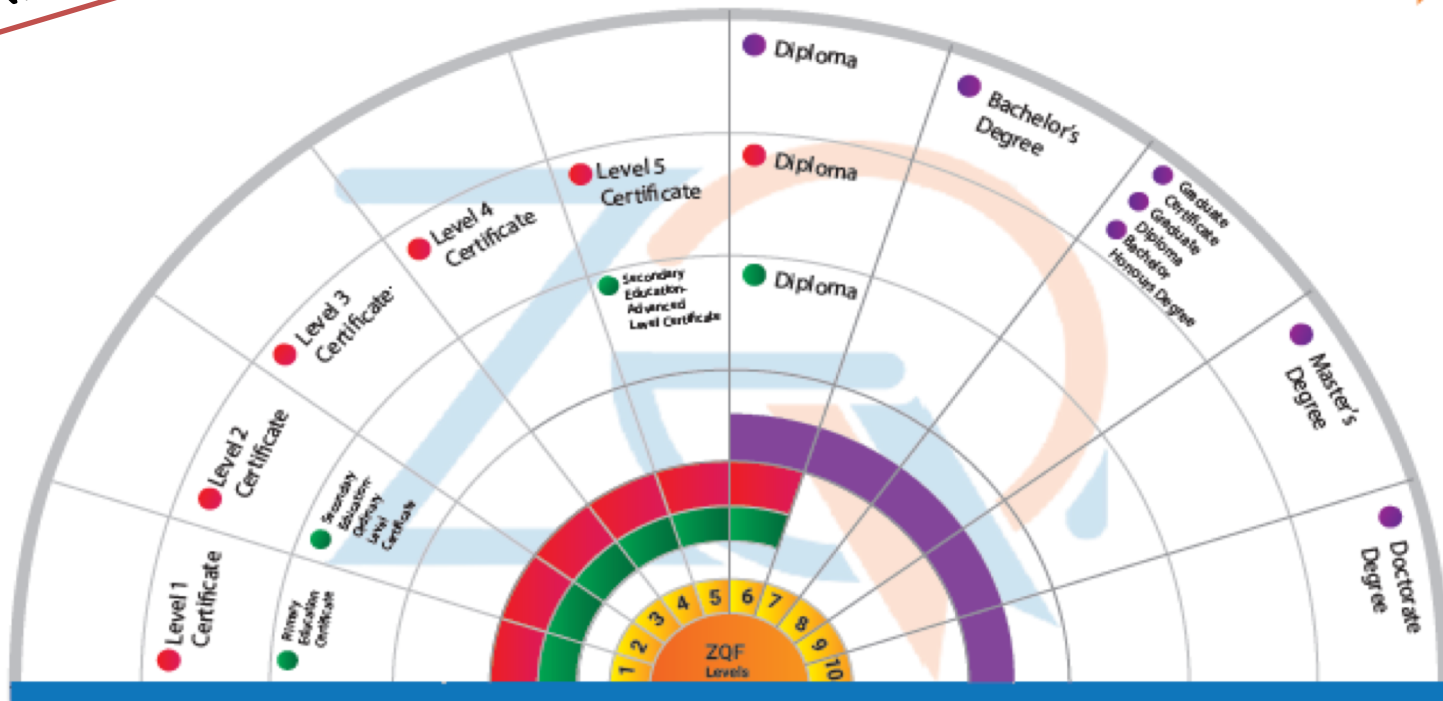 Level 1
Certificate
Primary
Education
Certificate
Level 2
Certificate
Secondary
Education-
Ordinary
Level
Certificate
Level 3
Certificate
Level 4
Certificate
Level 5
Certificate
Secondary
Education-
Advanced
Level Certificate
Diploma
Diploma
Diploma
Bachelor's
Degree
Graduate
Certificate
Graduate
Diploma
Bachelor
Honours Degree
Master's
Degree
Doctorate
Degree
1
2
3
4
5
6
7
8
9
10
ZQF
Levels